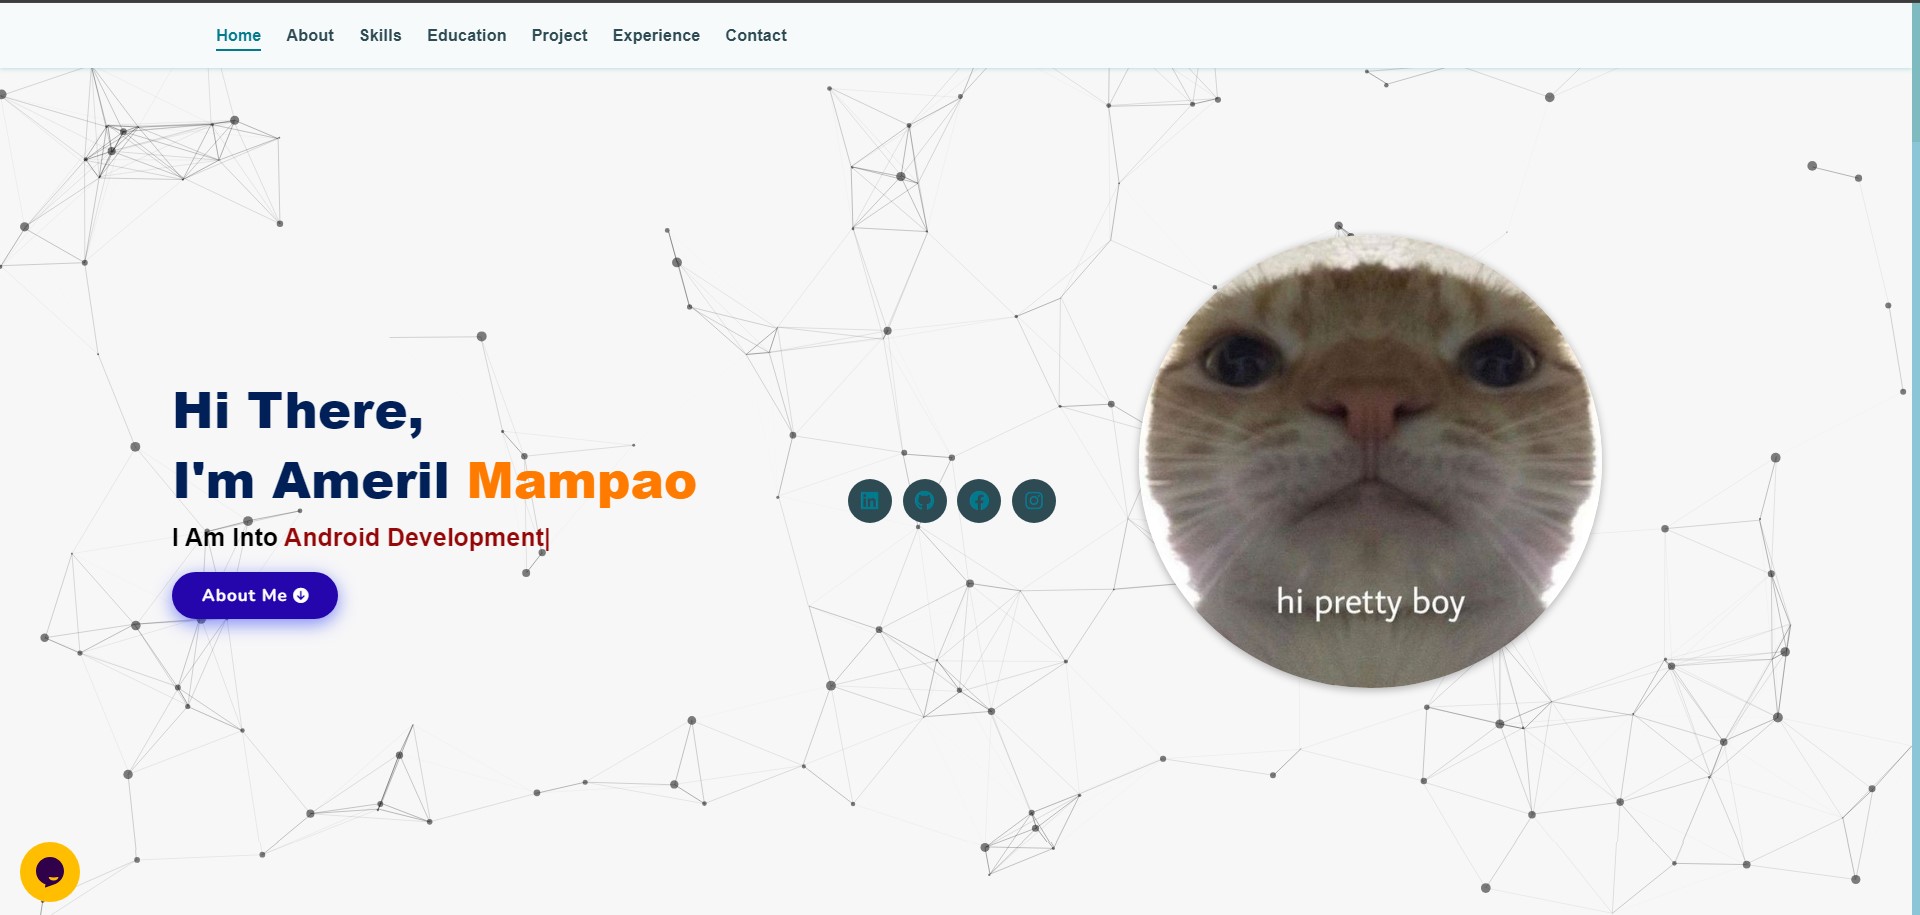 Home About Skills Education Project Experience Contact
Hi There,
I'm Ameril Mampao
I Am Into Android Development|
About Me
hi pretty boy